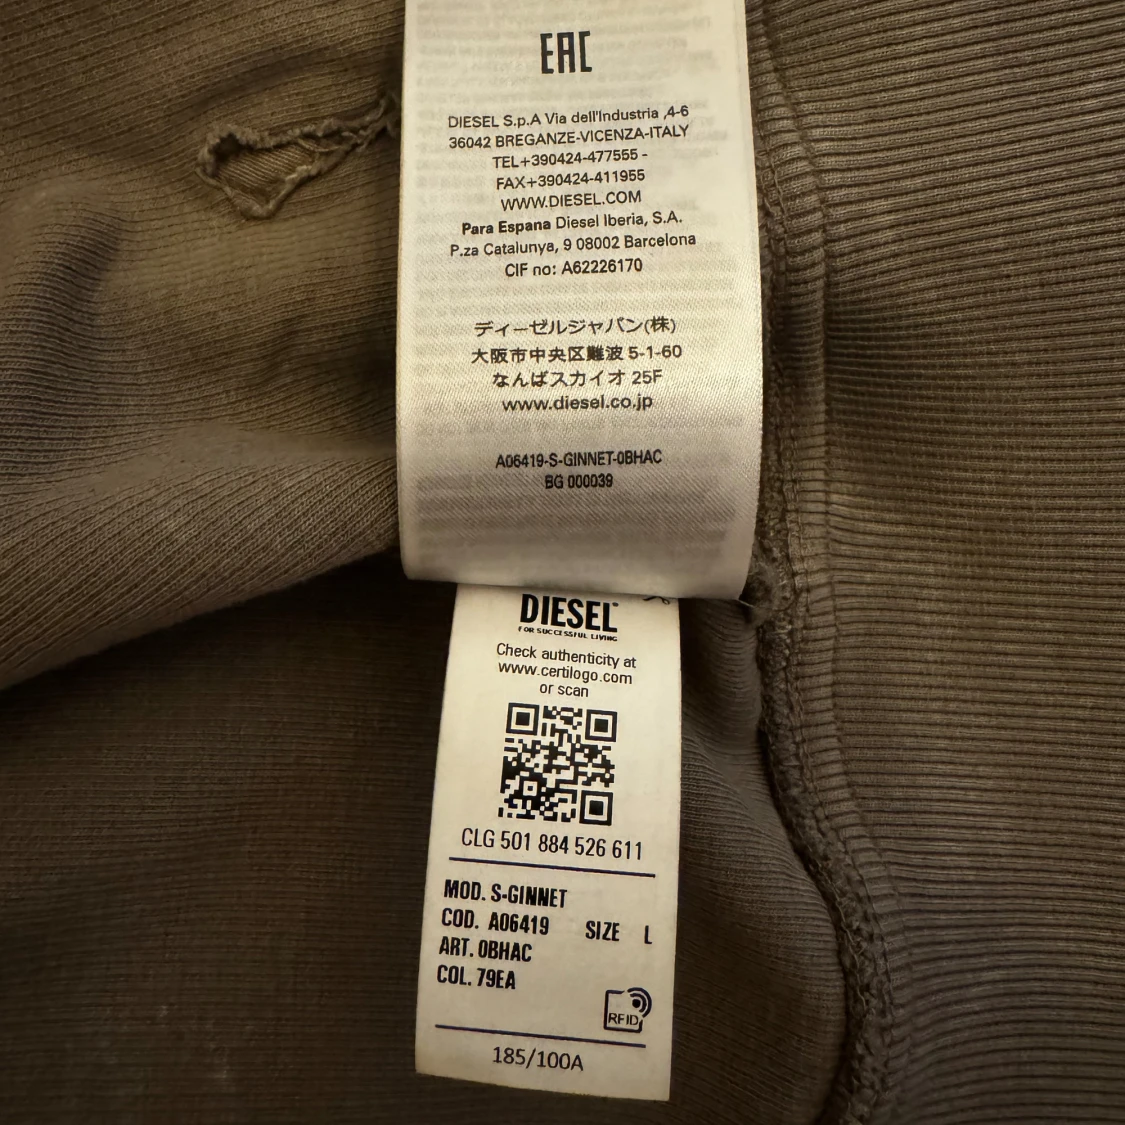 EAC
DIESEL S.p.A Via dell'Industria ,4-6
36042 BREGANZE-VICENZA-ITALY
TEL+390424-477555 -
FAX+390424-411955
WWW.DIESEL.COM
Para Espana Diesel Iberia, S.A.
P.za Catalunya, 9 08002 Barcelona
CIF no: A62226170
ディーゼルジャパン(株)
大阪市中央区難波 5-1-60
なんばスカイオ 25F
www.diesel.co.jp
A06419-S-GINNET-0BHAC
BG 000039
DIESEL
FOR SUCCESSFUL LIVING
Check authenticity at
www.certilogo.com
or scan
CLG 501 884 526 611
MOD. S-GINNET
COD. A06419 SIZE L
ART. 0BHAC
COL. 79EA
RFID
185/100A